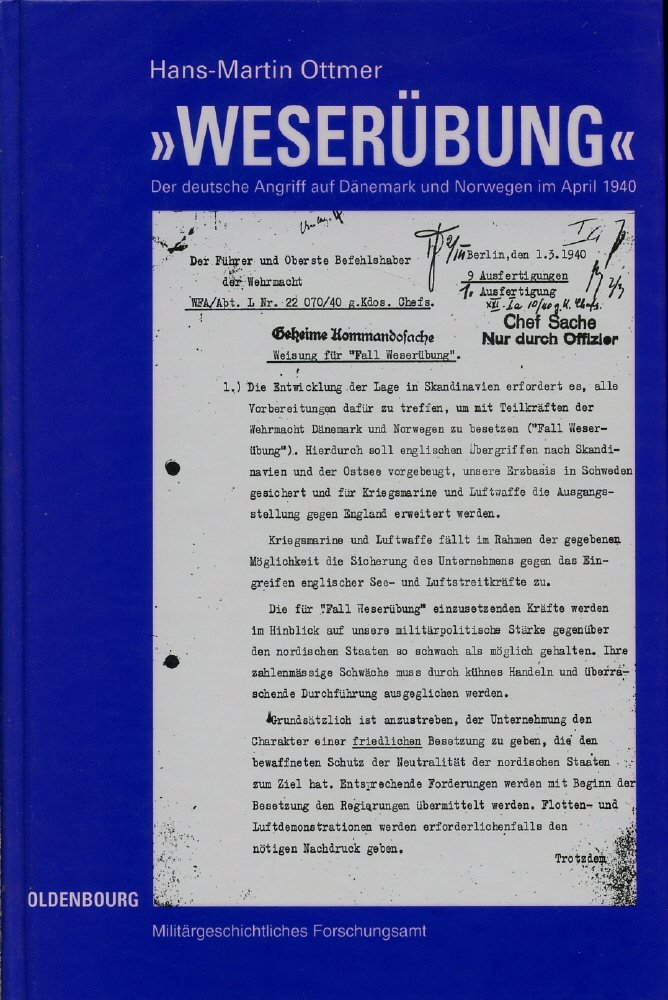 Hans-Martin Ottmer
»WESERÜBUNG«
Der deutsche Angriff auf Dänemark und Norwegen im April 1940
Der Führer und Oberste Befehlshaber
der Wehrmacht
WFA/Abt. L Nr. 22 070/40 g.Kdos. Chefs.
Berlin, den 1.3.1940
9 Ausfertigungen
1. Ausfertigung
Chef Sache
Nur durch Offizier
Geheime Kommandosache
Weisung für "Fall Weserübung".
1.) Die Entwicklung der Lage in Skandinavien erfordert es, alle
Vorbereitungen dafür zu treffen, um mit Teilkräften der
Wehrmacht Dänemark und Norwegen zu besetzen ("Fall Weser-
übung"). Hierdurch soll englischen Übergriffen nach Skandi-
navien und der Ostsee vorgebeugt, unsere Erzbasis in Schweden
gesichert und für Kriegsmarine und Luftwaffe die Ausgangs-
stellung gegen England erweitert werden.
Kriegsmarine und Luftwaffe fällt im Rahmen der gegebenen
Möglichkeit die Sicherung des Unternehmens gegen das Ein-
greifen englischer See- und Luftstreitkräfte zu.
Die für "Fall Weserübung" einzusetzenden Kräfte werden
im Hinblick auf unsere militärpolitische Stärke gegenüber
den nordischen Staaten so schwach als möglich gehalten. Ihre
zahlenmässige Schwäche muss durch kühnes Handeln und überra-
schende Durchführung ausgeglichen werden.
Grundsätzlich ist anzustreben, der Unternehmung den
Charakter einer friedlichen Besetzung zu geben, die den
bewaffneten Schutz der Neutralität der nordischen Staaten
zum Ziel hat. Entsprechende Forderungen werden mit Beginn der
Besetzung den Regierungen übermittelt werden. Flotten- und
Luftdemonstrationen werden erforderlichenfalls den
nötigen Nachdruck geben.
Trotzdem
OLDENBOURG
Militärgeschichtliches Forschungsamt